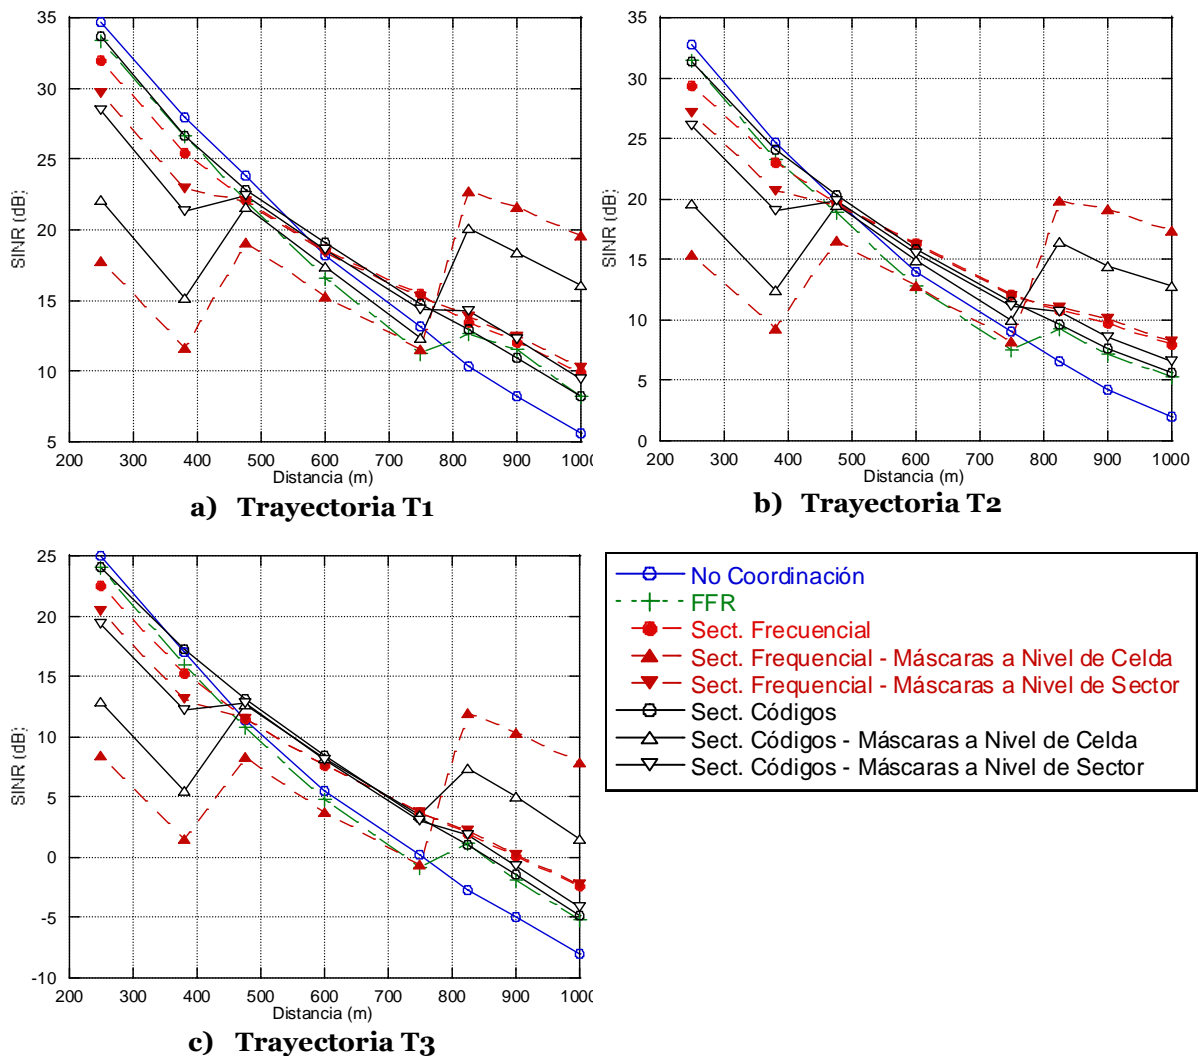 35
30
25
20
15
10
5
SINR (dB)
200 300 400 500 600 700 800 900 1000
Distancia (m)
a) Trayectoria T1
35
30
25
20
15
10
5
0
SINR (dB)
200 300 400 500 600 700 800 900 1000
Distancia (m)
b) Trayectoria T2
25
20
15
10
5
0
-5
-10
SINR (dB)
200 300 400 500 600 700 800 900 1000
Distancia (m)
c) Trayectoria T3
No Coordinación
FFR
Sect. Frecuencial
Sect. Frequencial - Máscaras a Nivel de Celda
Sect. Frequencial - Máscaras a Nivel de Sector
Sect. Códigos
Sect. Códigos - Máscaras a Nivel de Celda
Sect. Códigos - Máscaras a Nivel de Sector